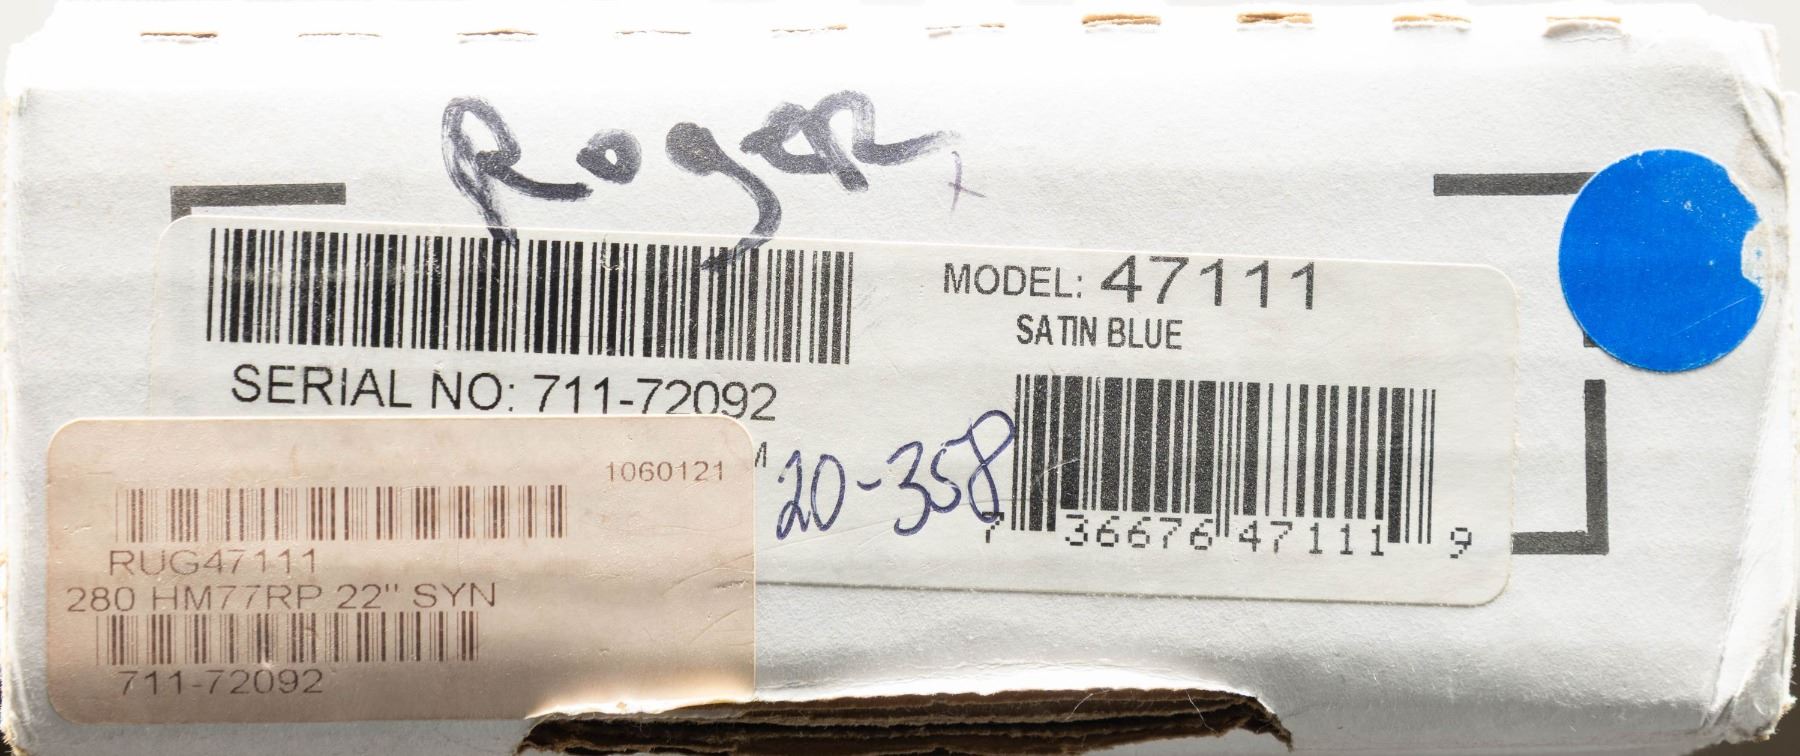 Roger
MODEL: 47111
SATIN BLUE
SERIAL NO: 711-72092
M
20-358
7 36676 47111 9
1060121
RUG47111
280 HM77RP 22" SYN
711-72092